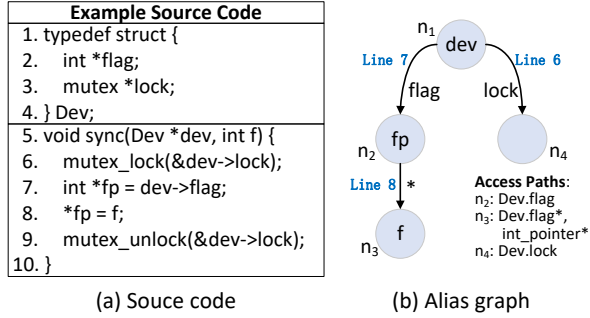 Example Source Code
1. typedef struct {
2. int *flag;
3. mutex *lock;
4. } Dev;
5. void sync(Dev *dev, int f) {
6. mutex_lock(&dev->lock);
7. int *fp = dev->flag;
8. *fp = f;
9. mutex_unlock(&dev->lock);
10. }
(a) Souce code
n1
dev
Line 7
Line 6
flag
lock
fp
n2
n4
Line 8
*
f
n3
Access Paths:
n2: Dev.flag
n3: Dev.flag*,
int_pointer*
n4: Dev.lock
(b) Alias graph